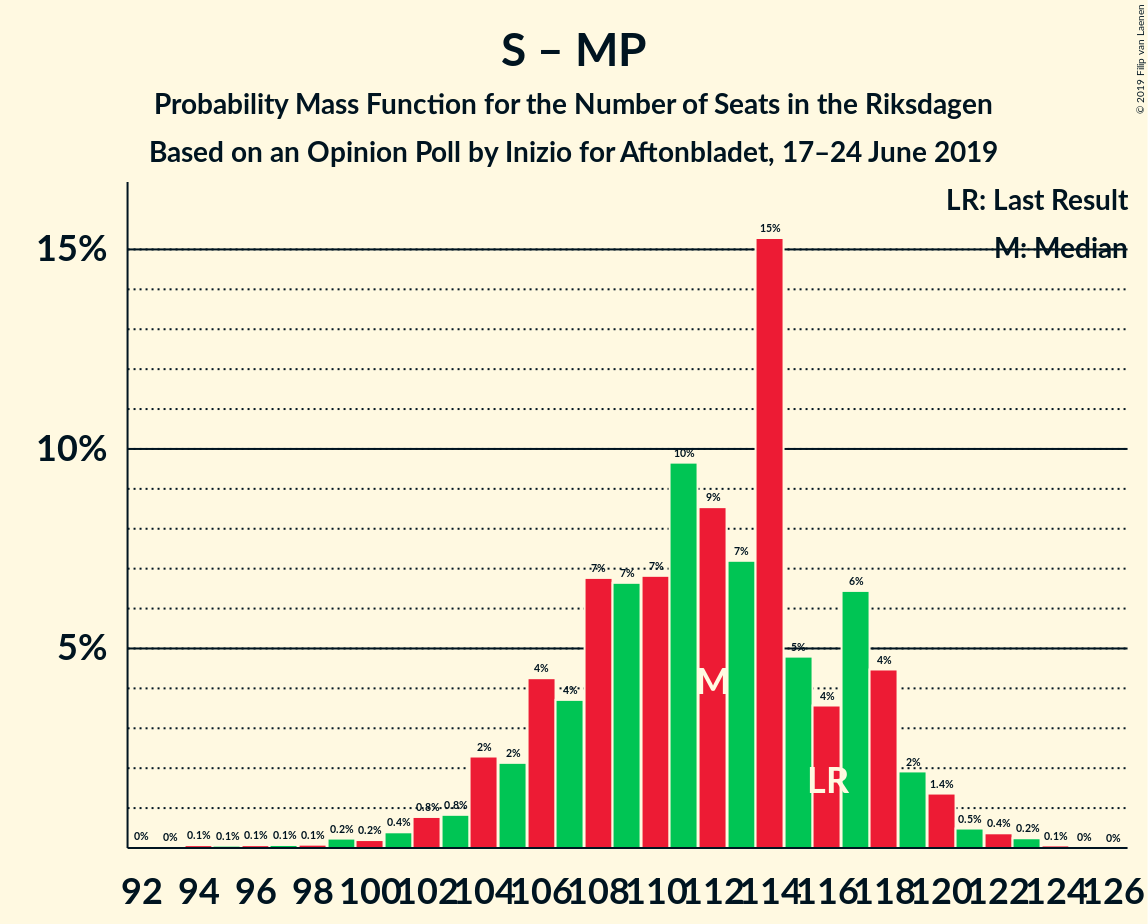 S – MP
Probability Mass Function for the Number of Seats in the Riksdagen
Based on an Opinion Poll by Inizio for Aftonbladet, 17–24 June 2019
© 2019 Filip van Laenen
LR: Last Result
M: Median
15%
10%
5%
0% 0% 0.1% 0.1% 0.1% 0.1% 0.1% 0.2% 0.2% 0.4% 0.8% 0.8% 2% 2% 4% 4% 7% 7% 7% 10% 9% 7% 15% 5% 4% 6% 4% 2% 1.4% 0.5% 0.4% 0.2% 0.1% 0% 0%
M
LR
92 94 96 98 100 102 104 106 108 110 112 114 116 118 120 122 124 126